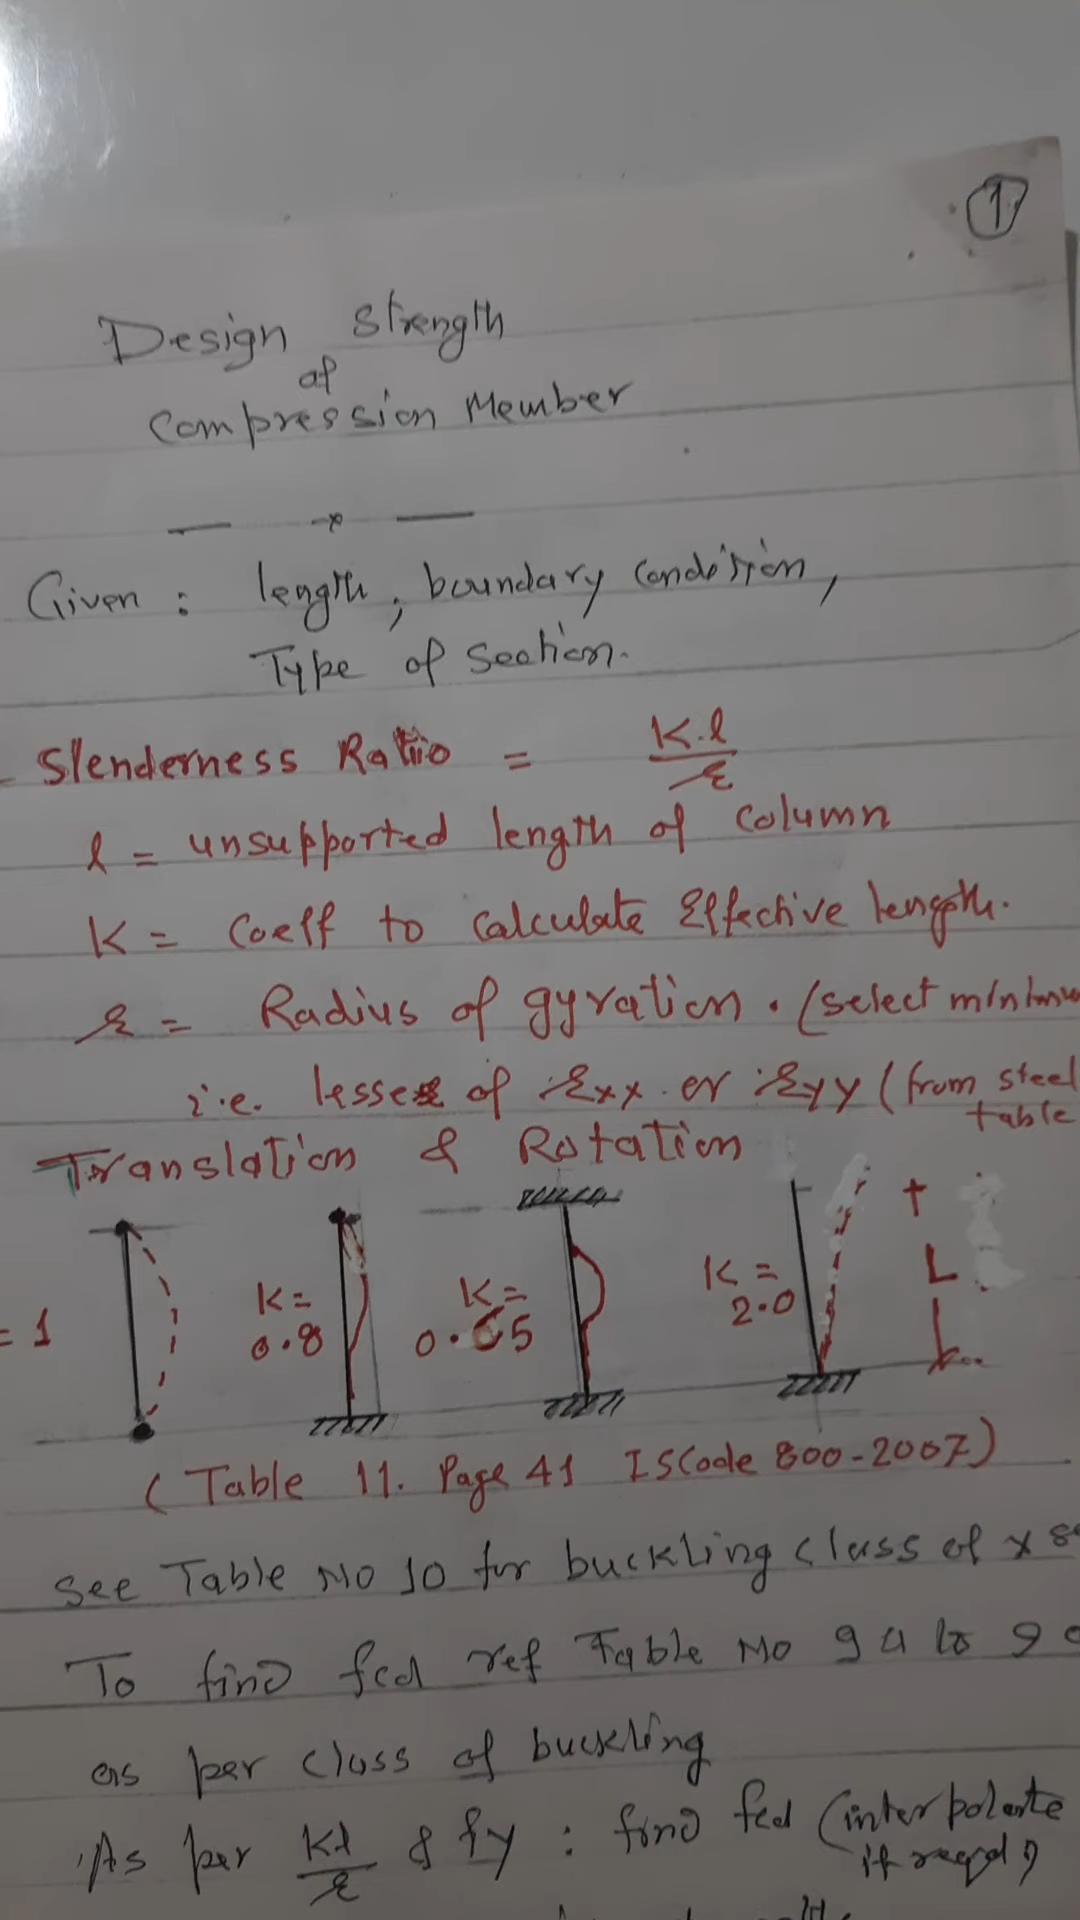 1
Design Strength
of
Compression Member
— x —
Given : length, boundary condition,
Type of Section.
Slenderness Ratio = K.l / r
l = unsupported length of column
K = Coeff to calculate Effective length.
r = Radius of gyration. (select minimu
i.e. lesser of rxx or ryy (from steel
table
Translation & Rotation
= 1
K =
0.8
K =
0.65
K =
2.0
(Table 11. Page 41 IS Code 800-2007)
See Table No 10 for buckling class of x s
To find fcd ref Table No 9a to 9
as per class of buckling
As per Kl / r & fy : find fcd (interpolate
if reqd)